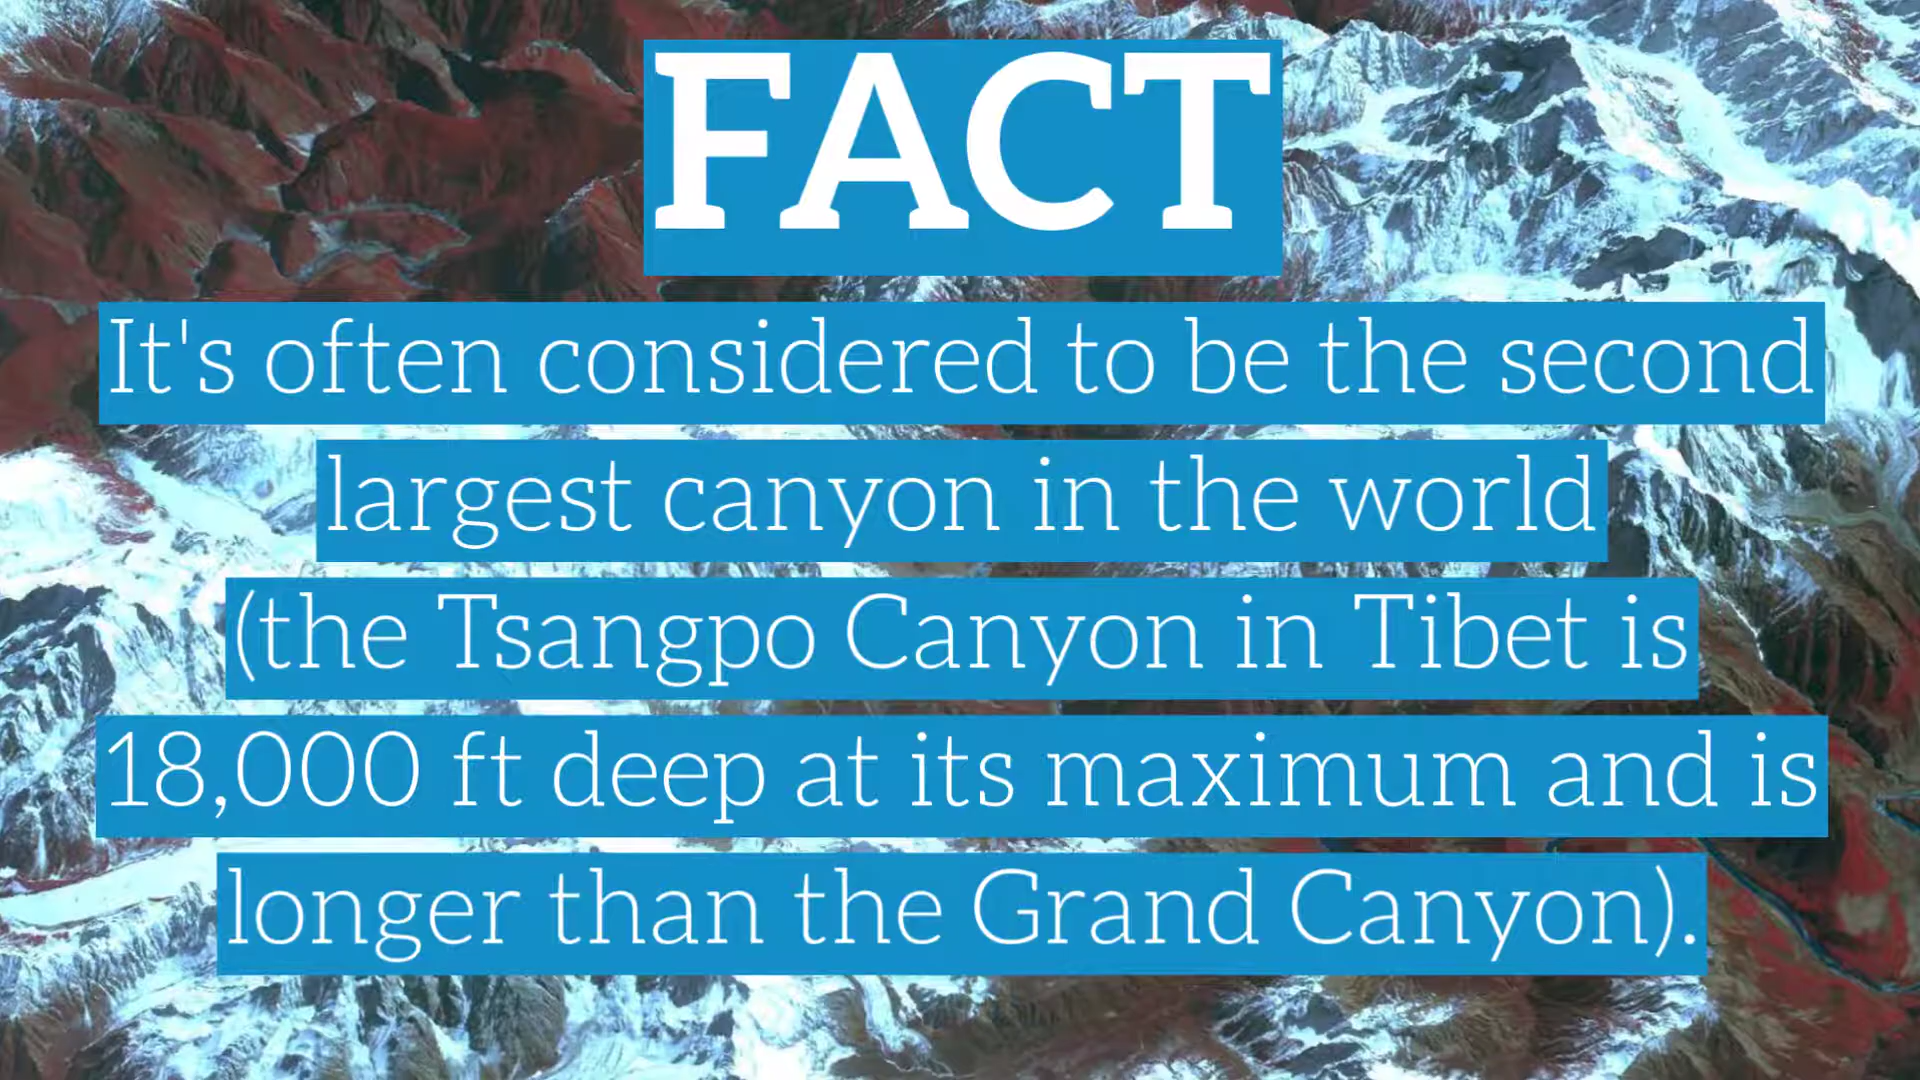 FACT
It's often considered to be the second
largest canyon in the world
(the Tsangpo Canyon in Tibet is
18,000 ft deep at its maximum and is
longer than the Grand Canyon).